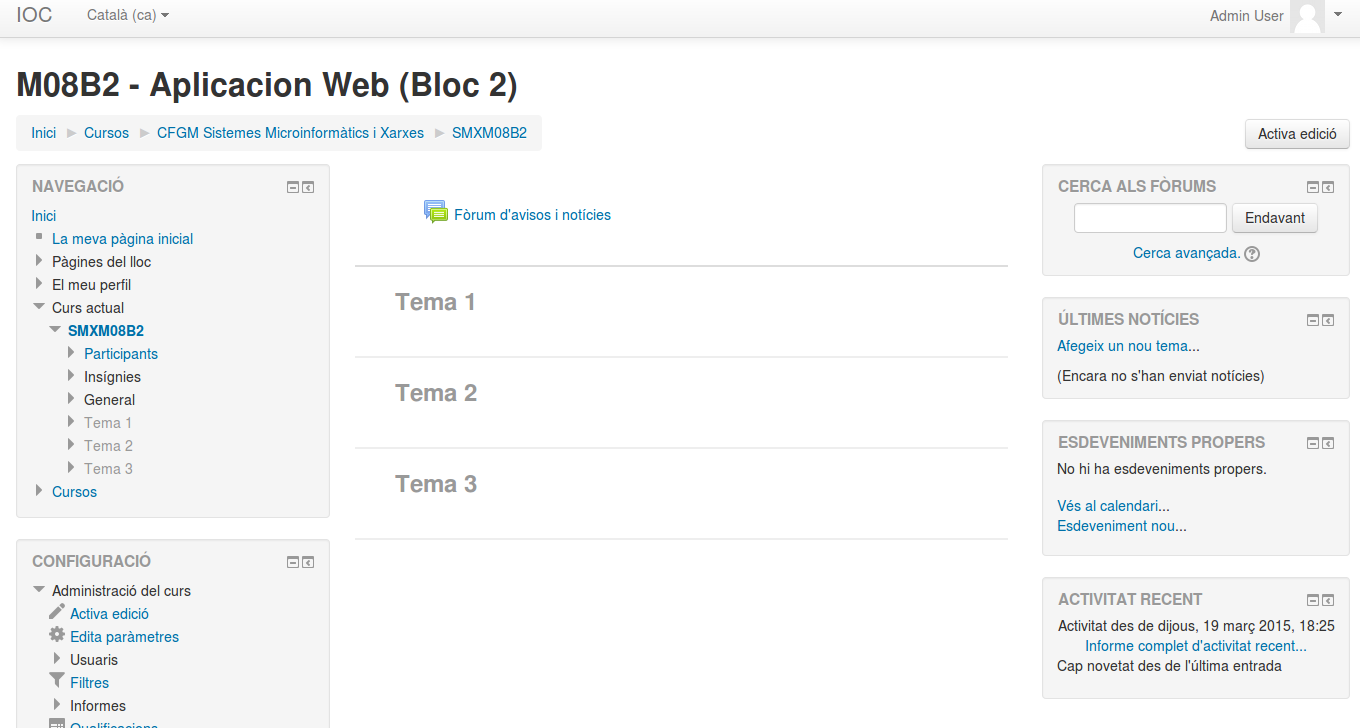 IOC
Català (ca)
Admin User
M08B2 - Aplicacion Web (Bloc 2)
Inici
Cursos
CFGM Sistemes Microinformàtics i Xarxes
SMXM08B2
Activa edició
NAVEGACIÓ
Inici
La meva pàgina inicial
Pàgines del lloc
El meu perfil
Curs actual
SMXM08B2
Participants
Insígnies
General
Tema 1
Tema 2
Tema 3
Cursos
CONFIGURACIÓ
Administració del curs
Activa edició
Edita paràmetres
Usuaris
Filtres
Informes
Qualificacions
Fòrum d'avisos i notícies
Tema 1
Tema 2
Tema 3
CERCA ALS FÒRUMS
Endavant
Cerca avançada.
ÚLTIMES NOTÍCIES
Afegeix un nou tema...
(Encara no s'han enviat notícies)
ESDEVENIMENTS PROPERS
No hi ha esdeveniments propers.
Vés al calendari...
Esdeveniment nou...
ACTIVITAT RECENT
Activitat des de dijous, 19 març 2015, 18:25
Informe complet d'activitat recent...
Cap novetat des de l'última entrada